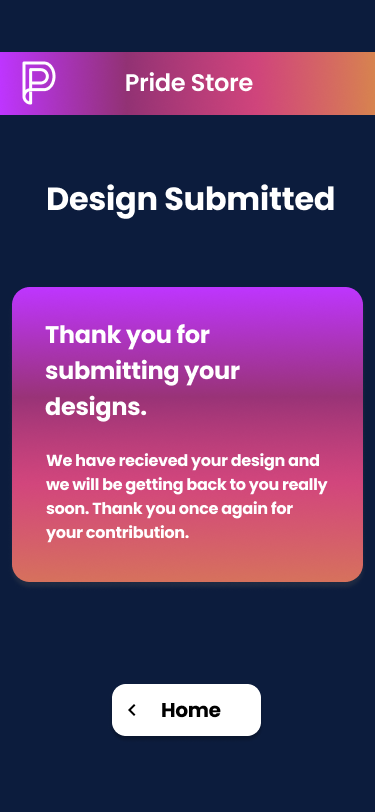 Pride Store
Design Submitted
Thank you for
submitting your
designs.
We have recieved your design and
we will be getting back to you really
soon. Thank you once again for
your contribution.
Home